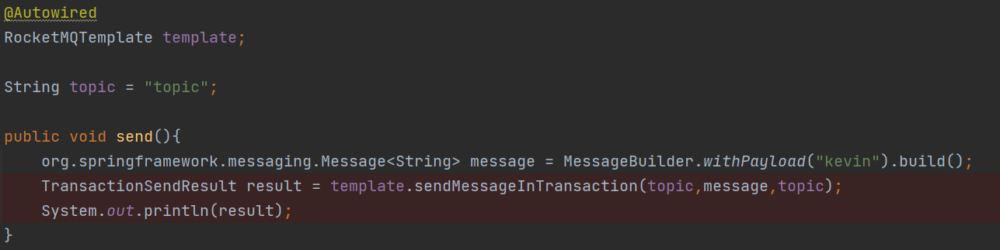 @Autowired
RocketMQTemplate template;
String topic = "topic";
public void send(){
org.springframework.messaging.Message<String> message = MessageBuilder.withPayload("kevin").build();
TransactionSendResult result = template.sendMessageInTransaction(topic,message,topic);
System.out.println(result);
}